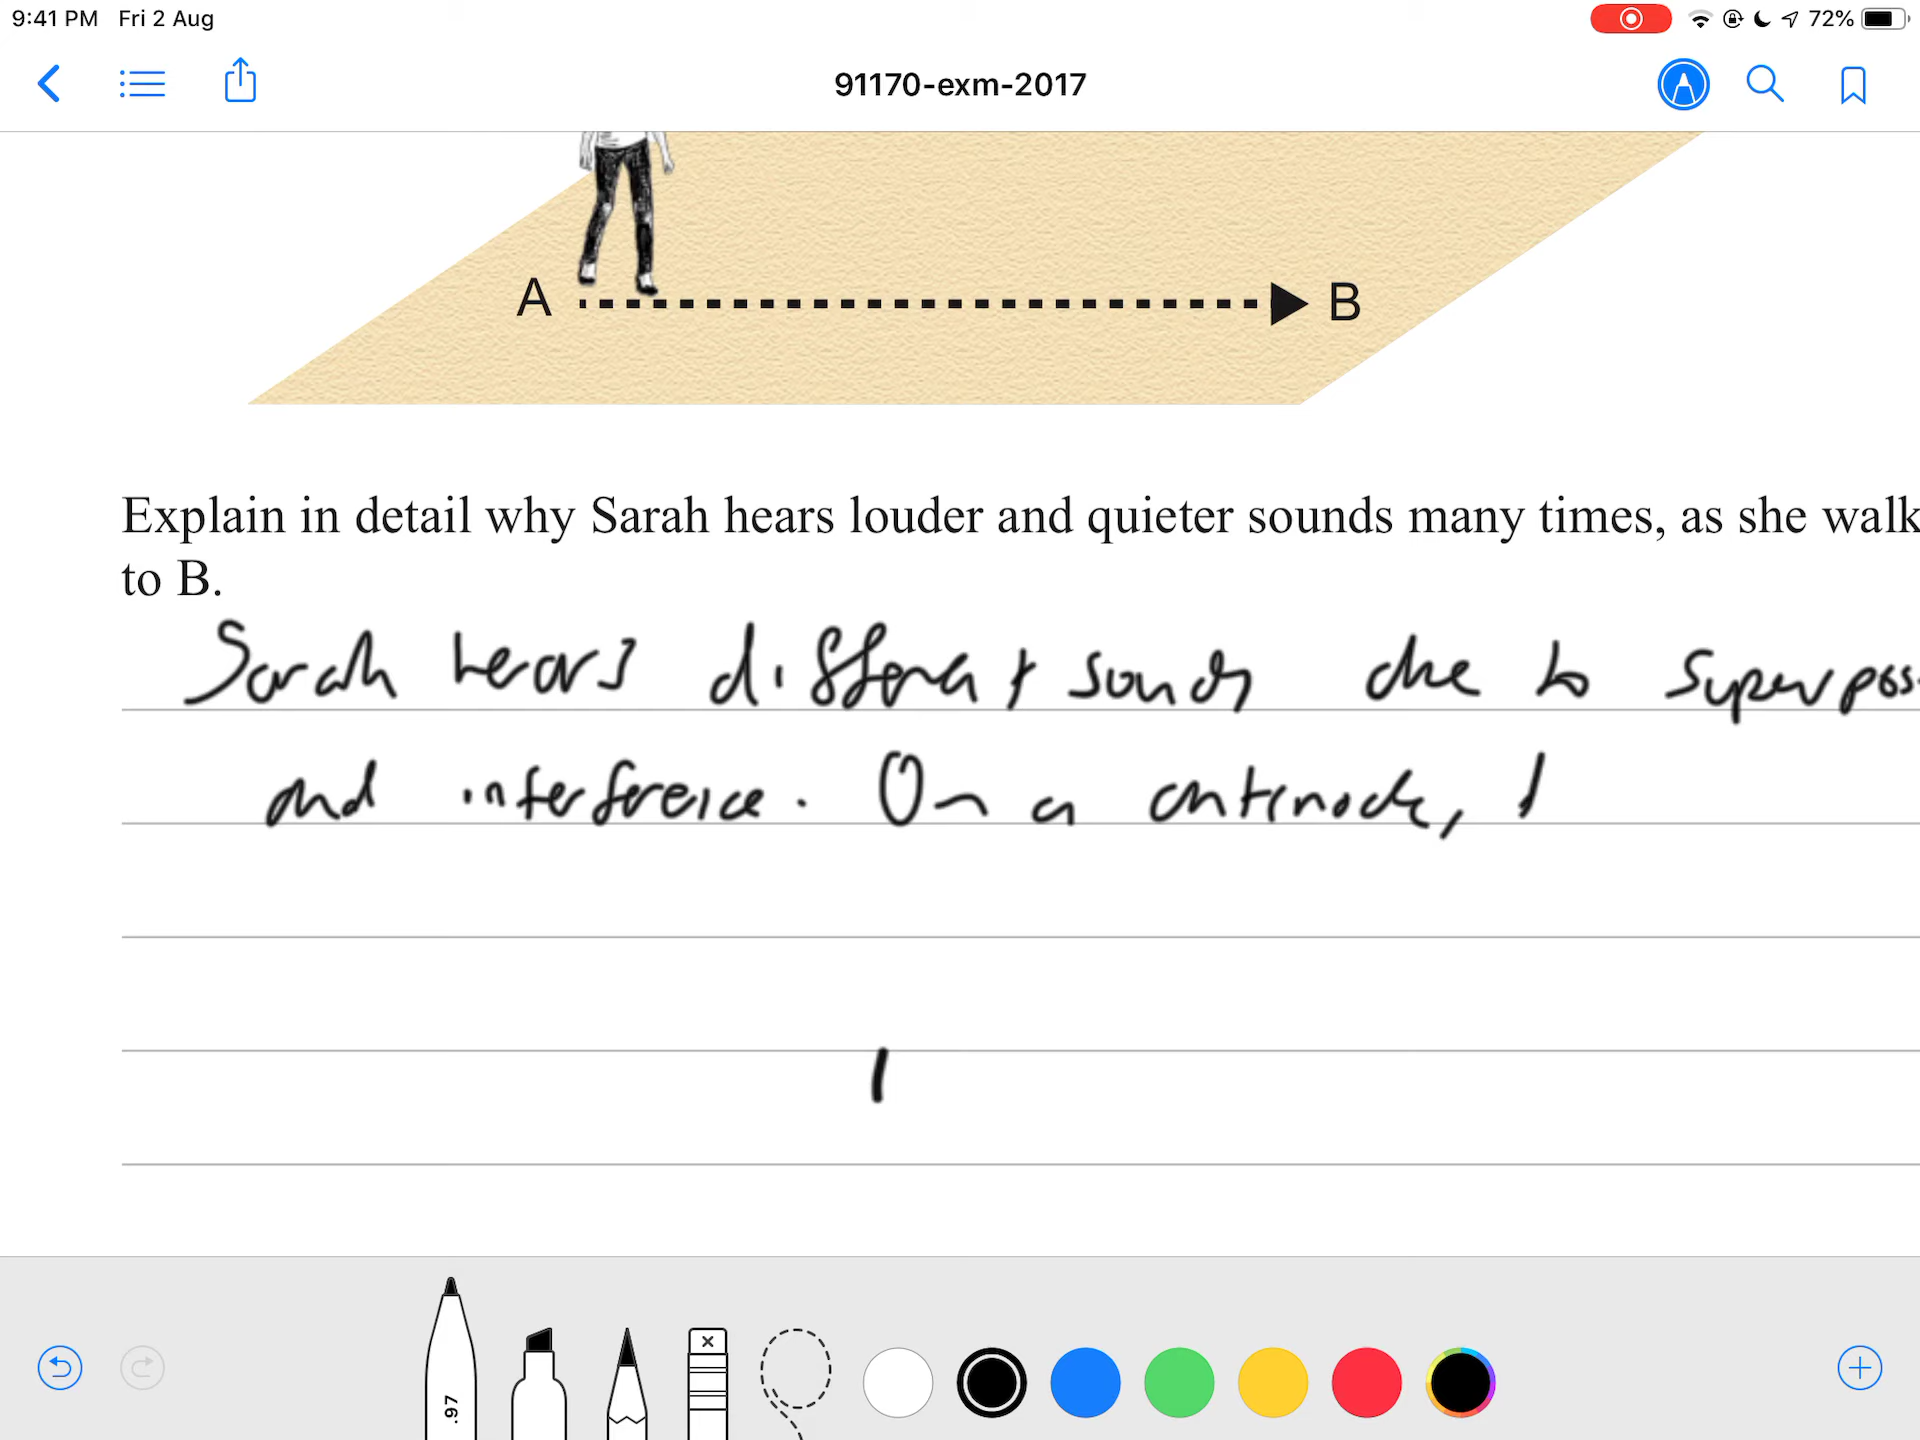 9:41 PM Fri 2 Aug 72%
91170-exm-2017
A B
Explain in detail why Sarah hears louder and quieter sounds many times, as she walk
to B.
Sarah hears different sounds due to superpos
and interference. On a antinode,
.97